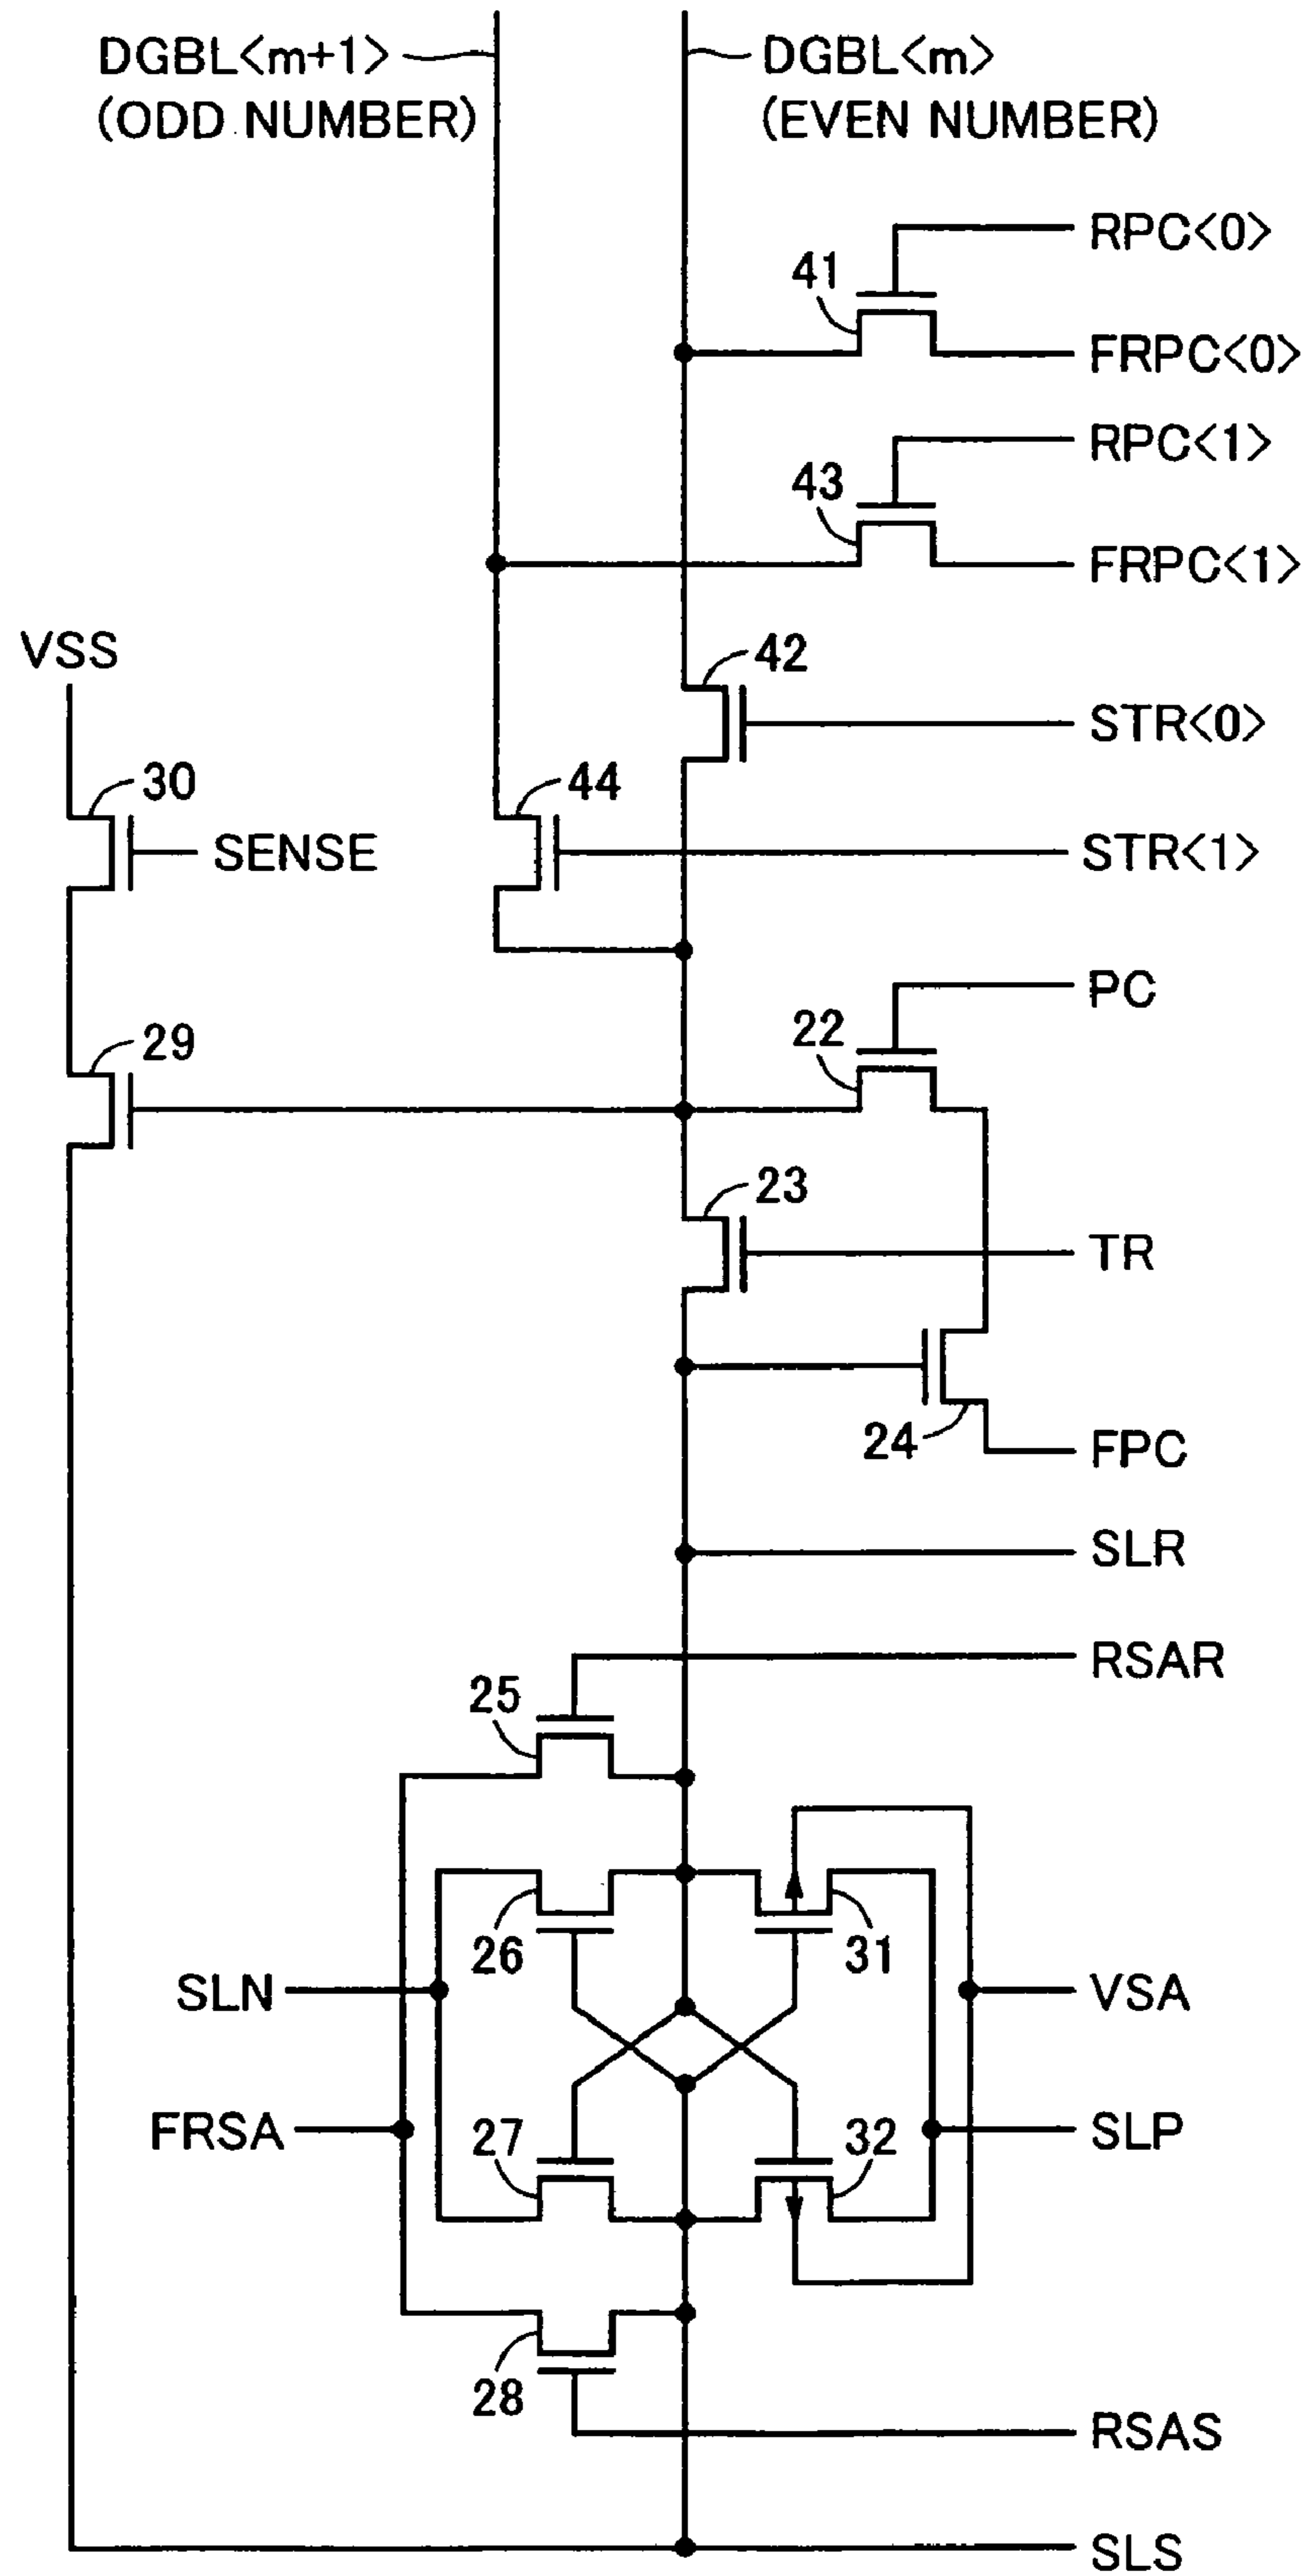 DGBL<m+1>
(ODD NUMBER)
DGBL<m>
(EVEN NUMBER)
RPC<0>
41
FRPC<0>
RPC<1>
43
FRPC<1>
VSS
42
STR<0>
30
44
SENSE
STR<1>
PC
22
29
23
TR
24
FPC
SLR
RSAR
25
26
31
SLN
VSA
FRSA
27
32
SLP
28
RSAS
SLS